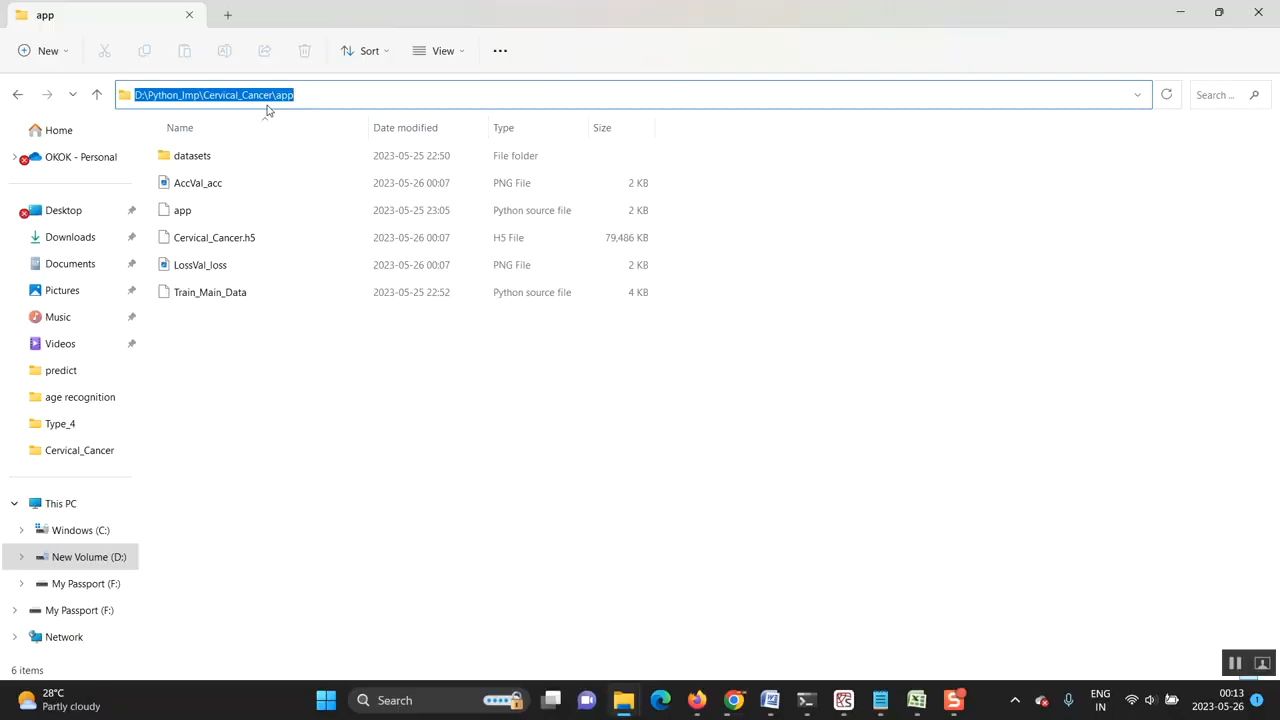 app
New
Sort
View
D:\Python_Imp\Cervical_Cancer\app
Search ...
Home
OKOK - Personal
Desktop
Downloads
Documents
Pictures
Music
Videos
predict
age recognition
Type_4
Cervical_Cancer
This PC
Windows (C:)
New Volume (D:)
My Passport (F:)
My Passport (F:)
Network
Name Date modified Type Size
datasets 2023-05-25 22:50 File folder
AccVal_acc 2023-05-26 00:07 PNG File 2 KB
app 2023-05-25 23:05 Python source file 2 KB
Cervical_Cancer.h5 2023-05-26 00:07 H5 File 79,486 KB
LossVal_loss 2023-05-26 00:07 PNG File 2 KB
Train_Main_Data 2023-05-25 22:52 Python source file 4 KB
6 items
28°C
Partly cloudy
Search
ENG
IN
00:13
2023-05-26
1